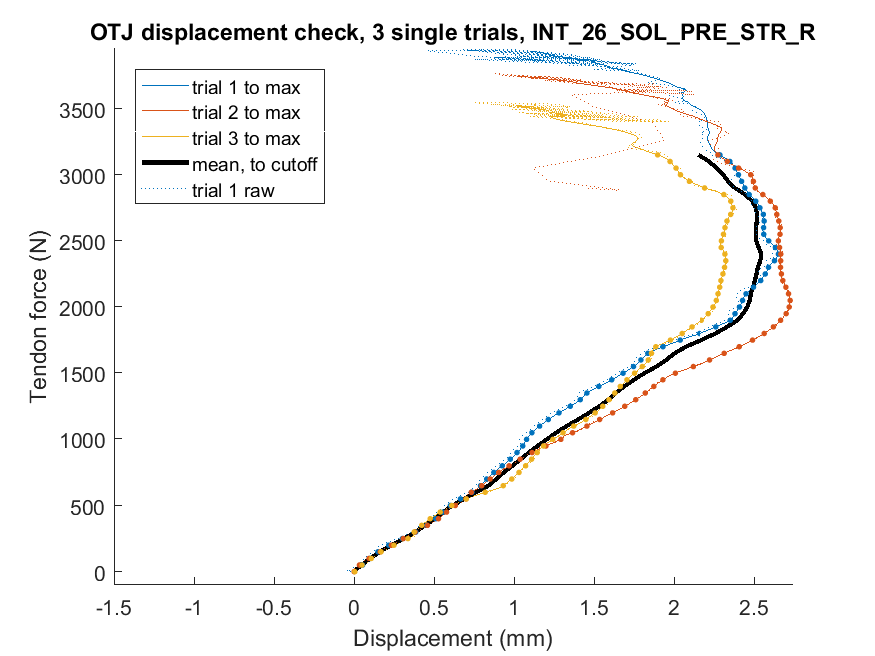 OTJ displacement check, 3 single trials, INT_26_SOL_PRE_STR_R
trial 1 to max
trial 2 to max
trial 3 to max
mean, to cutoff
trial 1 raw
Tendon force (N)
3500
3000
2500
2000
1500
1000
500
0
-1.5 -1 -0.5 0 0.5 1 1.5 2 2.5
Displacement (mm)